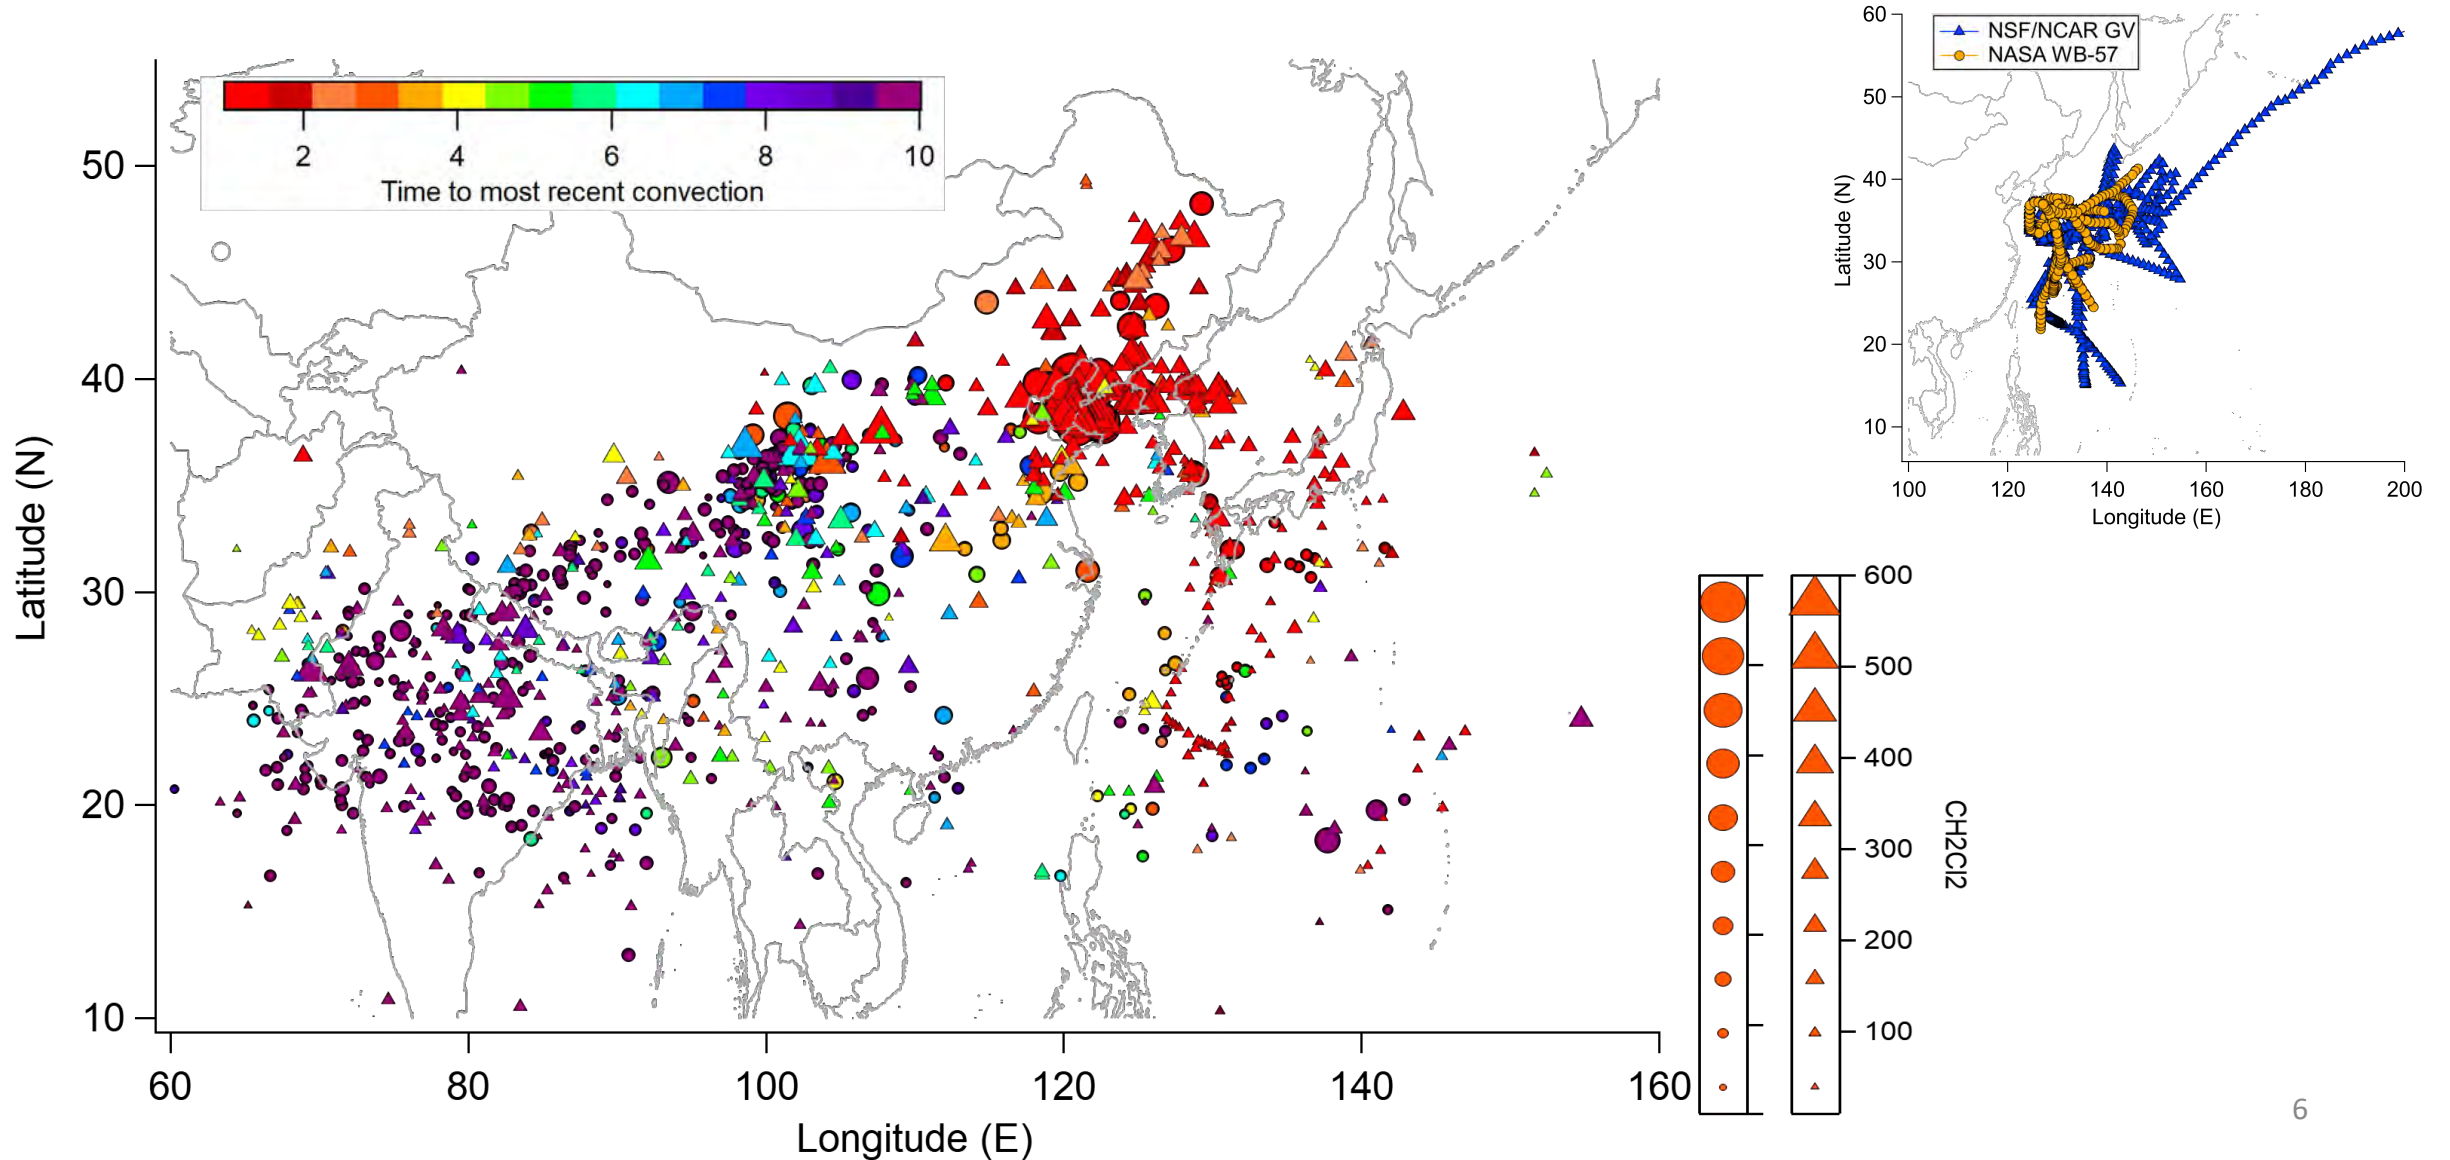 50
40
30
20
10
Latitude (N)
2 4 6 8 10
Time to most recent convection
60 80 100 120 140 160
Longitude (E)
60
50
40
30
20
10
Latitude (N)
NSF/NCAR GV
NASA WB-57
100 120 140 160 180 200
Longitude (E)
600
500
400
300
200
100
CH2Cl2
6